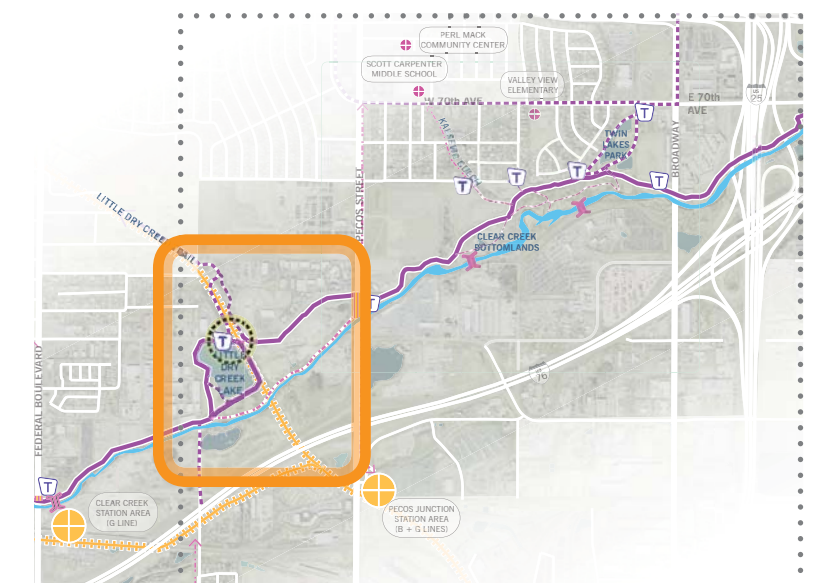 PERL MACK
COMMUNITY CENTER
SCOTT CARPENTER
MIDDLE SCHOOL
VALLEY VIEW
ELEMENTARY
W 70th AVE
E 70th
AVE
25
T
TWIN
LAKES
PARK
BROADWAY
T
T
T
T
PECOS STREET
LITTLE DRY CREEK TRAIL
CLEAR CREEK
BOTTOMLANDS
T
T
LITTLE
DRY
CREEK
LAKE
FEDERAL BOULEVARD
76
T
CLEAR CREEK
STATION AREA
(G LINE)
PECOS JUNCTION
STATION AREA
(B + G LINES)